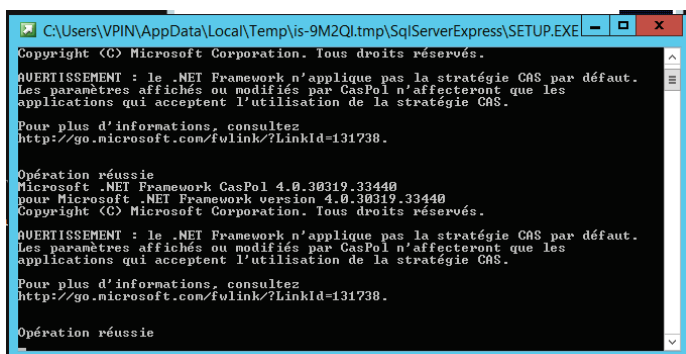 C:\Users\VPIN\AppData\Local\Temp\is-9M2QI.tmp\SqlServerExpress\SETUP.EXE
Copyright (C) Microsoft Corporation. Tous droits réservés.
AVERTISSEMENT : le .NET Framework n'applique pas la stratégie CAS par défaut.
Les paramètres affichés ou modifiés par CasPol n'affecteront que les
applications qui acceptent l'utilisation de la stratégie CAS.
Pour plus d'informations, consultez
http://go.microsoft.com/fwlink/?LinkId=131738.
Opération réussie
Microsoft .NET Framework CasPol 4.0.30319.33440
pour Microsoft .NET Framework version 4.0.30319.33440
Copyright (C) Microsoft Corporation. Tous droits réservés.
AVERTISSEMENT : le .NET Framework n'applique pas la stratégie CAS par défaut.
Les paramètres affichés ou modifiés par CasPol n'affecteront que les
applications qui acceptent l'utilisation de la stratégie CAS.
Pour plus d'informations, consultez
http://go.microsoft.com/fwlink/?LinkId=131738.
Opération réussie